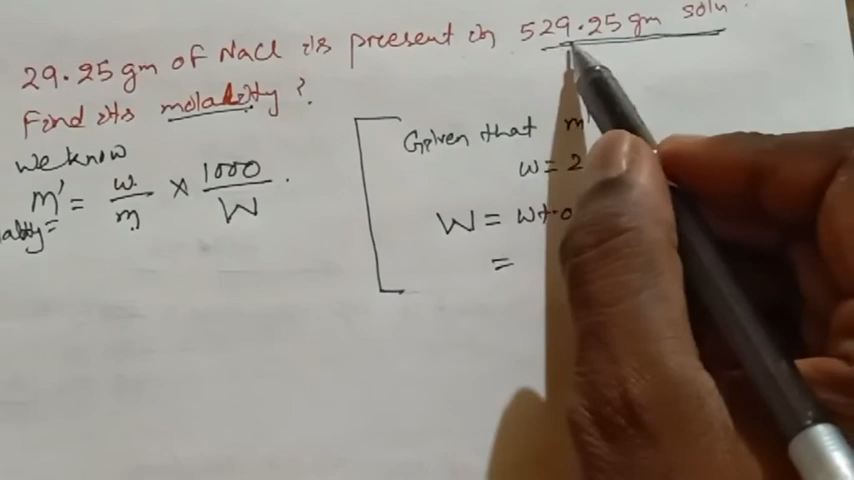 29.25 gm of NaCl is present in 529.25 gm soln.
Find its molality ?
We know
m' = w/m × 1000/W.
Given that m'
w = 2
W = wt.o
=